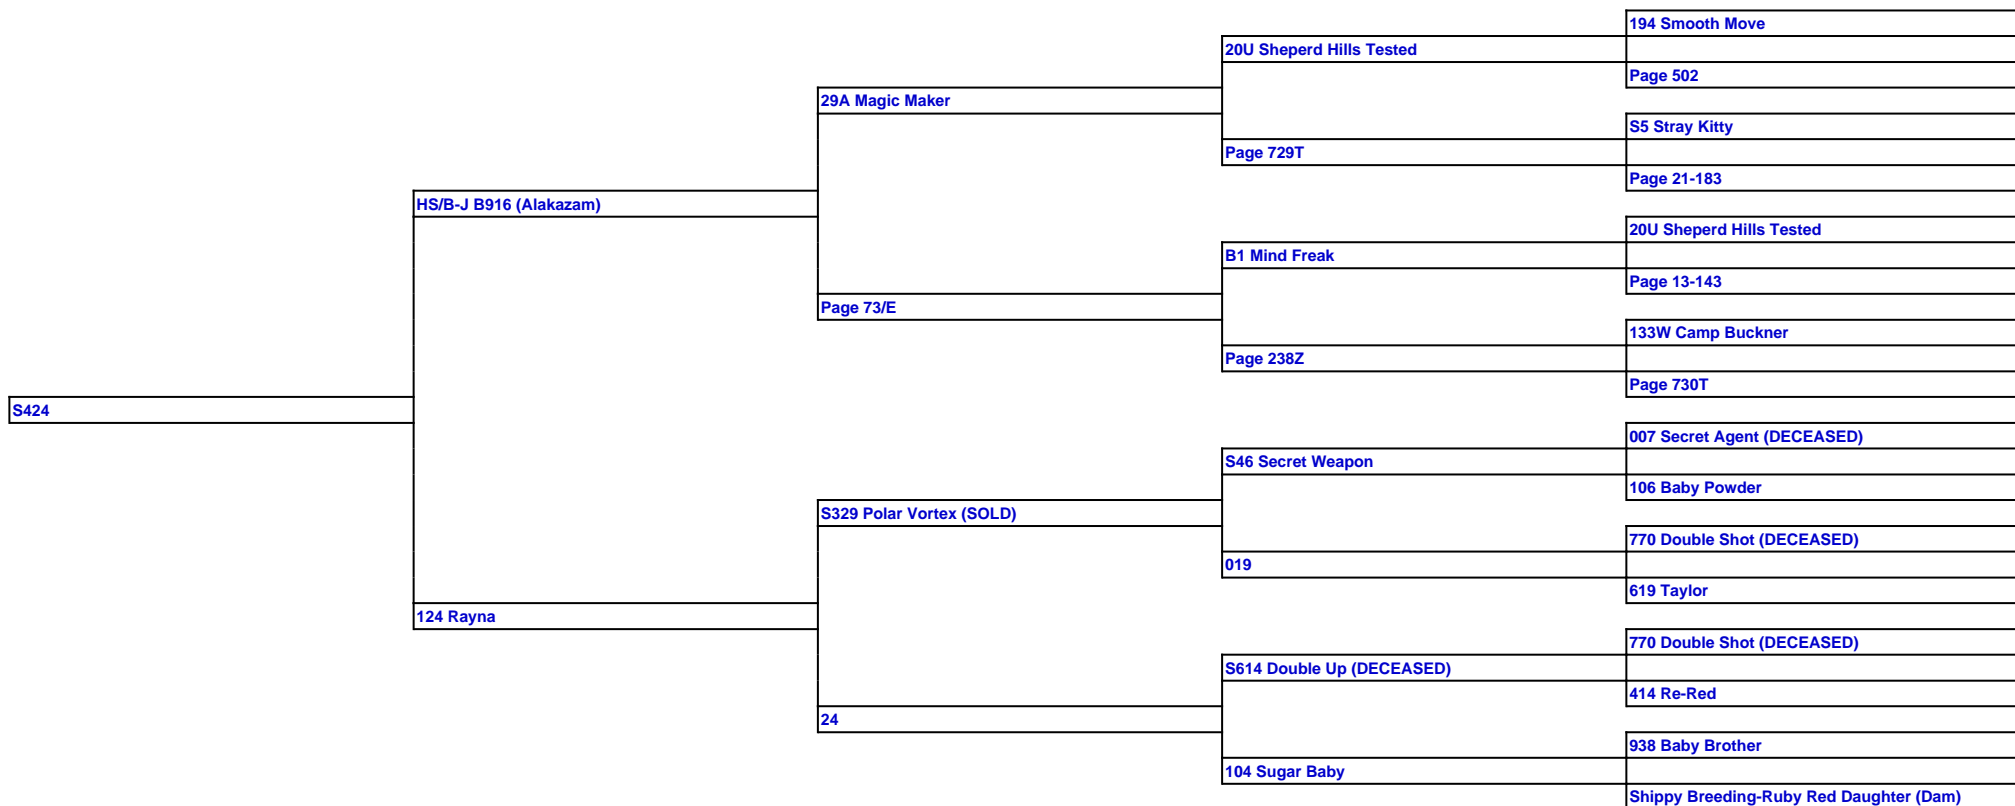 194 Smooth Move
20U Sheperd Hills Tested
Page 502
29A Magic Maker
S5 Stray Kitty
Page 729T
Page 21-183
HS/B-J B916 (Alakazam)
20U Sheperd Hills Tested
B1 Mind Freak
Page 13-143
Page 73/E
133W Camp Buckner
Page 238Z
Page 730T
S424
007 Secret Agent (DECEASED)
S46 Secret Weapon
106 Baby Powder
S329 Polar Vortex (SOLD)
770 Double Shot (DECEASED)
019
619 Taylor
124 Rayna
770 Double Shot (DECEASED)
S614 Double Up (DECEASED)
414 Re-Red
24
938 Baby Brother
104 Sugar Baby
Shippy Breeding-Ruby Red Daughter (Dam)